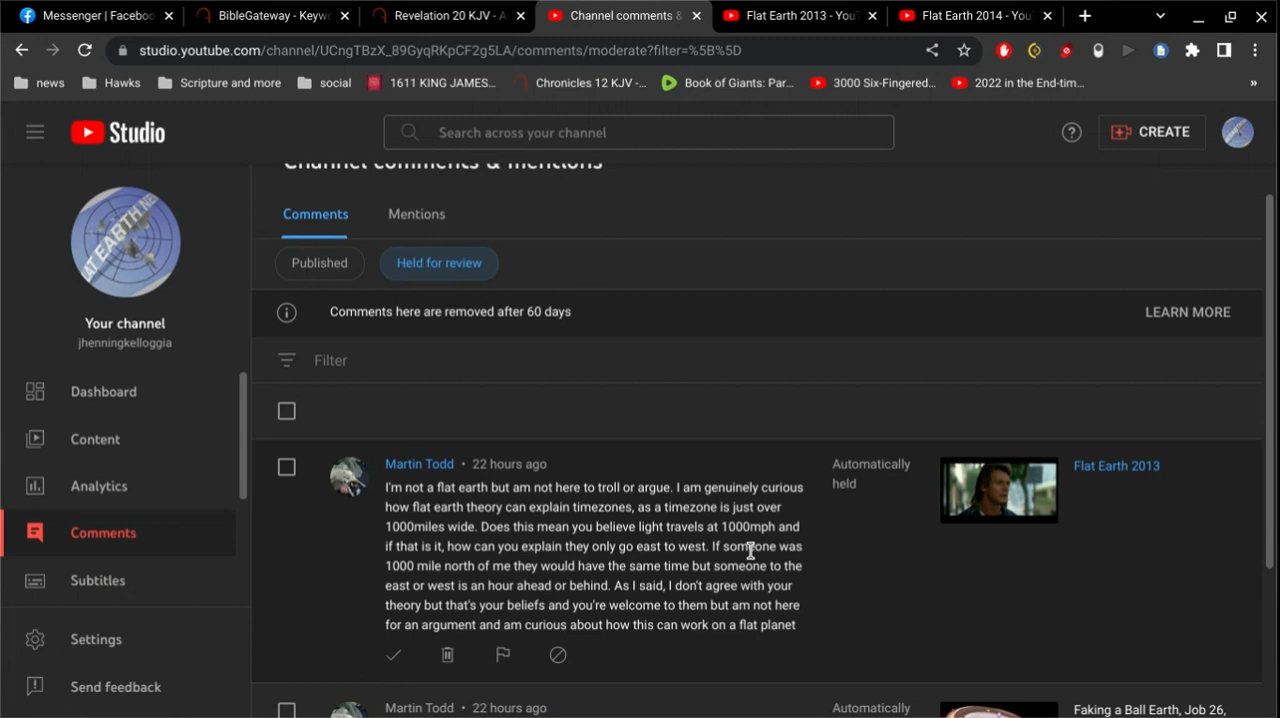 Messenger | Faceboo
BibleGateway - Keyw
Revelation 20 KJV - A
Channel comments &
Flat Earth 2013 - YouT
Flat Earth 2014 - YouT
studio.youtube.com/channel/UCngTBzX_89GyqRKpCF2g5LA/comments/moderate?filter=%5B%5D
news
Hawks
Scripture and more
social
1611 KING JAMES...
Chronicles 12 KJV -...
Book of Giants: Par...
3000 Six-Fingered...
2022 in the End-tim...
»
Studio
Search across your channel
CREATE
Channel comments & mentions
Comments
Mentions
Published
Held for review
Comments here are removed after 60 days
LEARN MORE
Filter
AT EARTH NE
Your channel
jhenningkelloggia
Dashboard
Content
Analytics
Comments
Subtitles
Settings
Send feedback
Martin Todd • 22 hours ago
I'm not a flat earth but am not here to troll or argue. I am genuinely curious
how flat earth theory can explain timezones, as a timezone is just over
1000miles wide. Does this mean you believe light travels at 1000mph and
if that is it, how can you explain they only go east to west. If someone was
1000 mile north of me they would have the same time but someone to the
east or west is an hour ahead or behind. As I said, I don't agree with your
theory but that's your beliefs and you're welcome to them but am not here
for an argument and am curious about how this can work on a flat planet
Automatically
held
Flat Earth 2013
Martin Todd • 22 hours ago
Automatically
Faking a Ball Earth, Job 26,